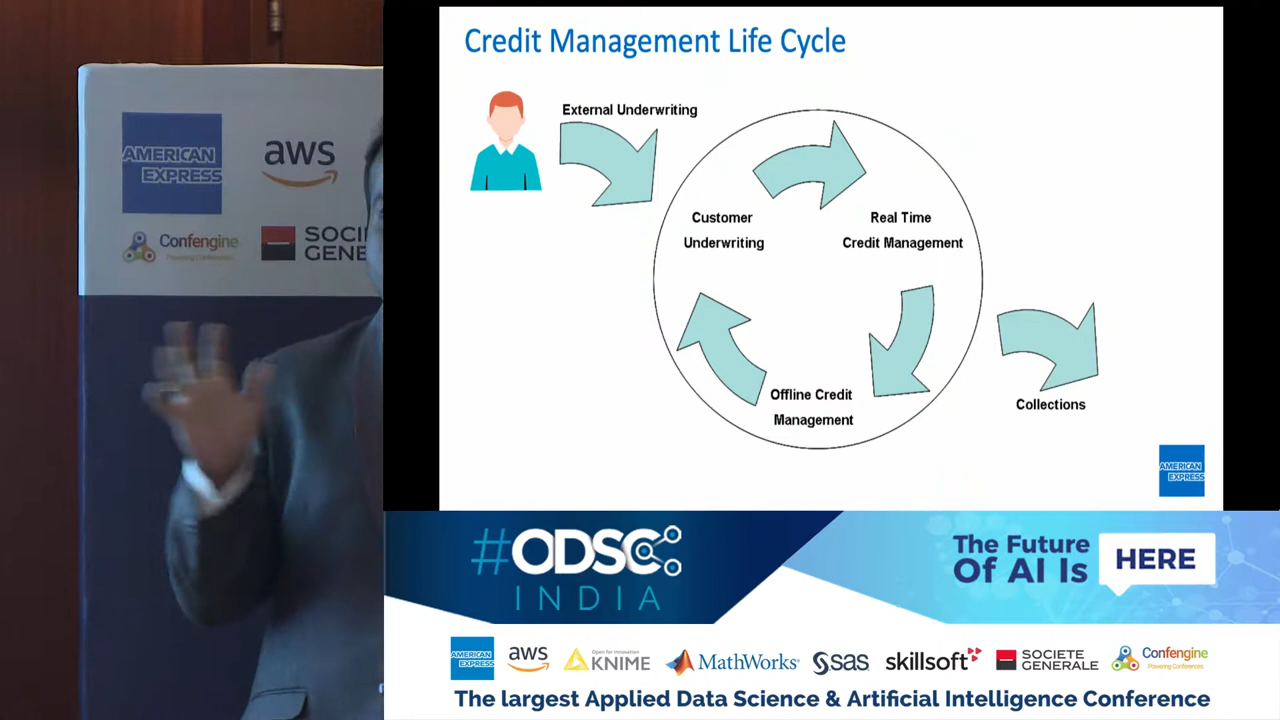 AMERICAN
EXPRESS
aws
Confengine
Powering Conferences
SOCIE
GENE
Credit Management Life Cycle
External Underwriting
Customer
Underwriting
Real Time
Credit Management
Offline Credit
Management
Collections
AMERICAN
EXPRESS
#ODSC
INDIA
The Future
Of AI Is
HERE
AMERICAN
EXPRESS
aws
Open for Innovation
KNIME
MathWorks®
sas
skillsoft
SOCIETE
GENERALE
Confengine
Powering Conferences
The largest Applied Data Science & Artificial Intelligence Conference